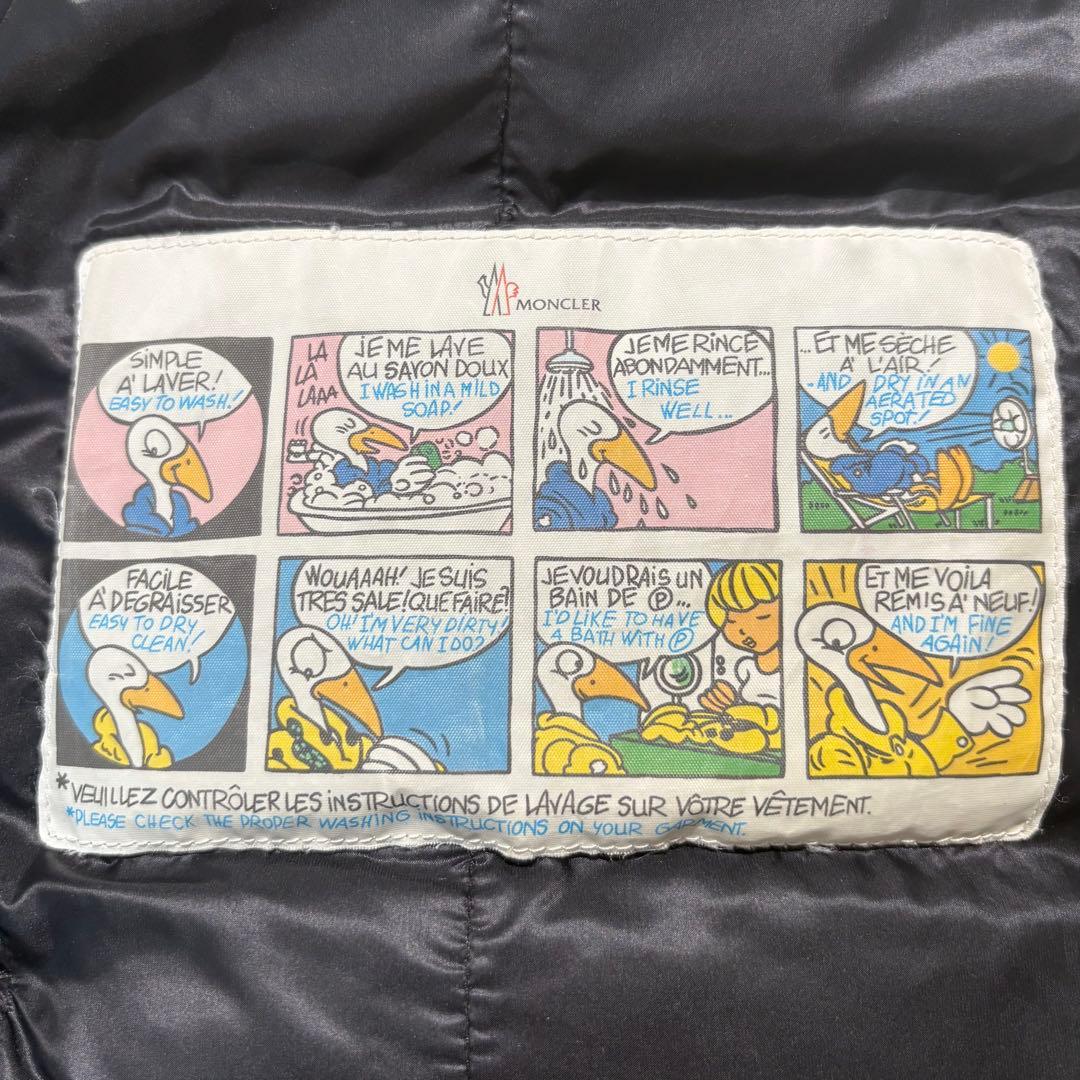 MONCLER
SIMPLE
A' LAVER!
EASY TO WASH!
LA
LA
LAAA
JE ME LAVE
AU SAVON DOUX
I WASH IN A MILD
SOAP!
JE ME RINCE
ABONDAMMENT...
I RINSE
WELL...
...ET ME SÈCHE
A' L'AIR!
-AND I DRY IN AN
AERATED
SPOT!
FACILE
A' DEGRAISSER
EASY TO DRY
CLEAN!
WOUAAAH! JE SUIS
TRES SALE! QUE FAIRE?
OH! I'M VERY DIRTY!
WHAT CAN I DO?
JE VOUDRAIS UN
BAIN DE Ⓟ...
I'D LIKE TO HAVE
A BATH WITH Ⓟ
ET ME VOILA
REMIS A' NEUF!
AND I'M FINE
AGAIN!
*VEUILLEZ CONTRÔLER LES INSTRUCTIONS DE LAVAGE SUR VÔTRE VÊTEMENT.
*PLEASE CHECK THE PROPER WASHING INSTRUCTIONS ON YOUR GARMENT.